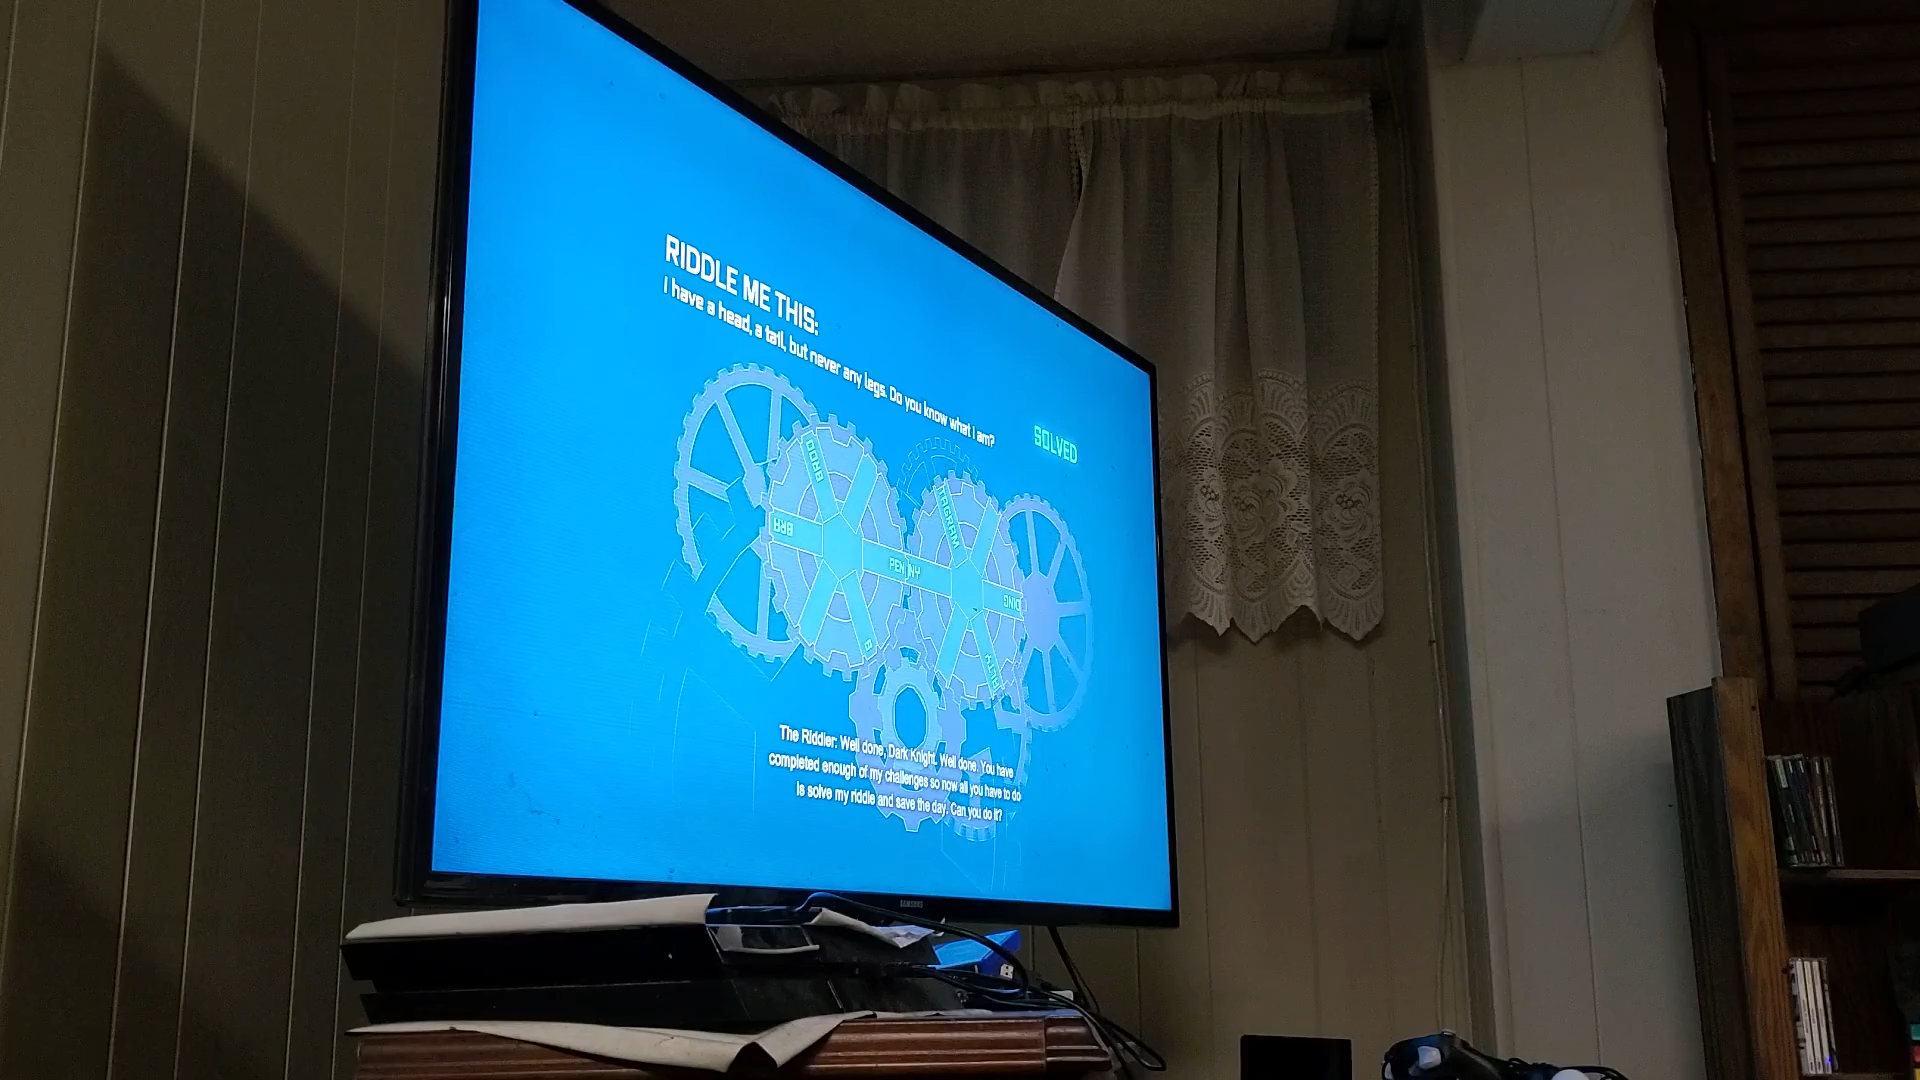 RIDDLE ME THIS:
I have a head, a tail, but never any legs. Do you know what I am?
SOLVED
PEN NY
DING
The Riddler: Well done, Dark Knight. Well done. You have
completed enough of my challenges so now all you have to do
is solve my riddle and save the day. Can you do it?
SAMSUNG